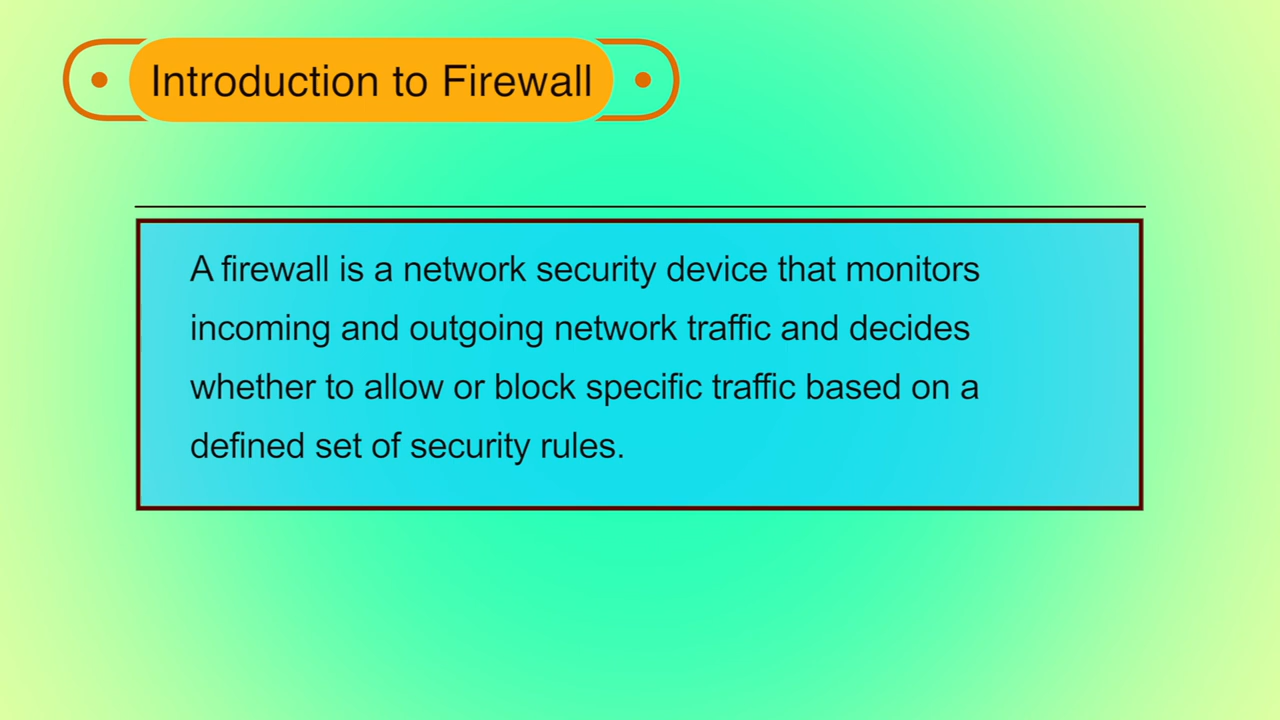 Introduction to Firewall
A firewall is a network security device that monitors
incoming and outgoing network traffic and decides
whether to allow or block specific traffic based on a
defined set of security rules.